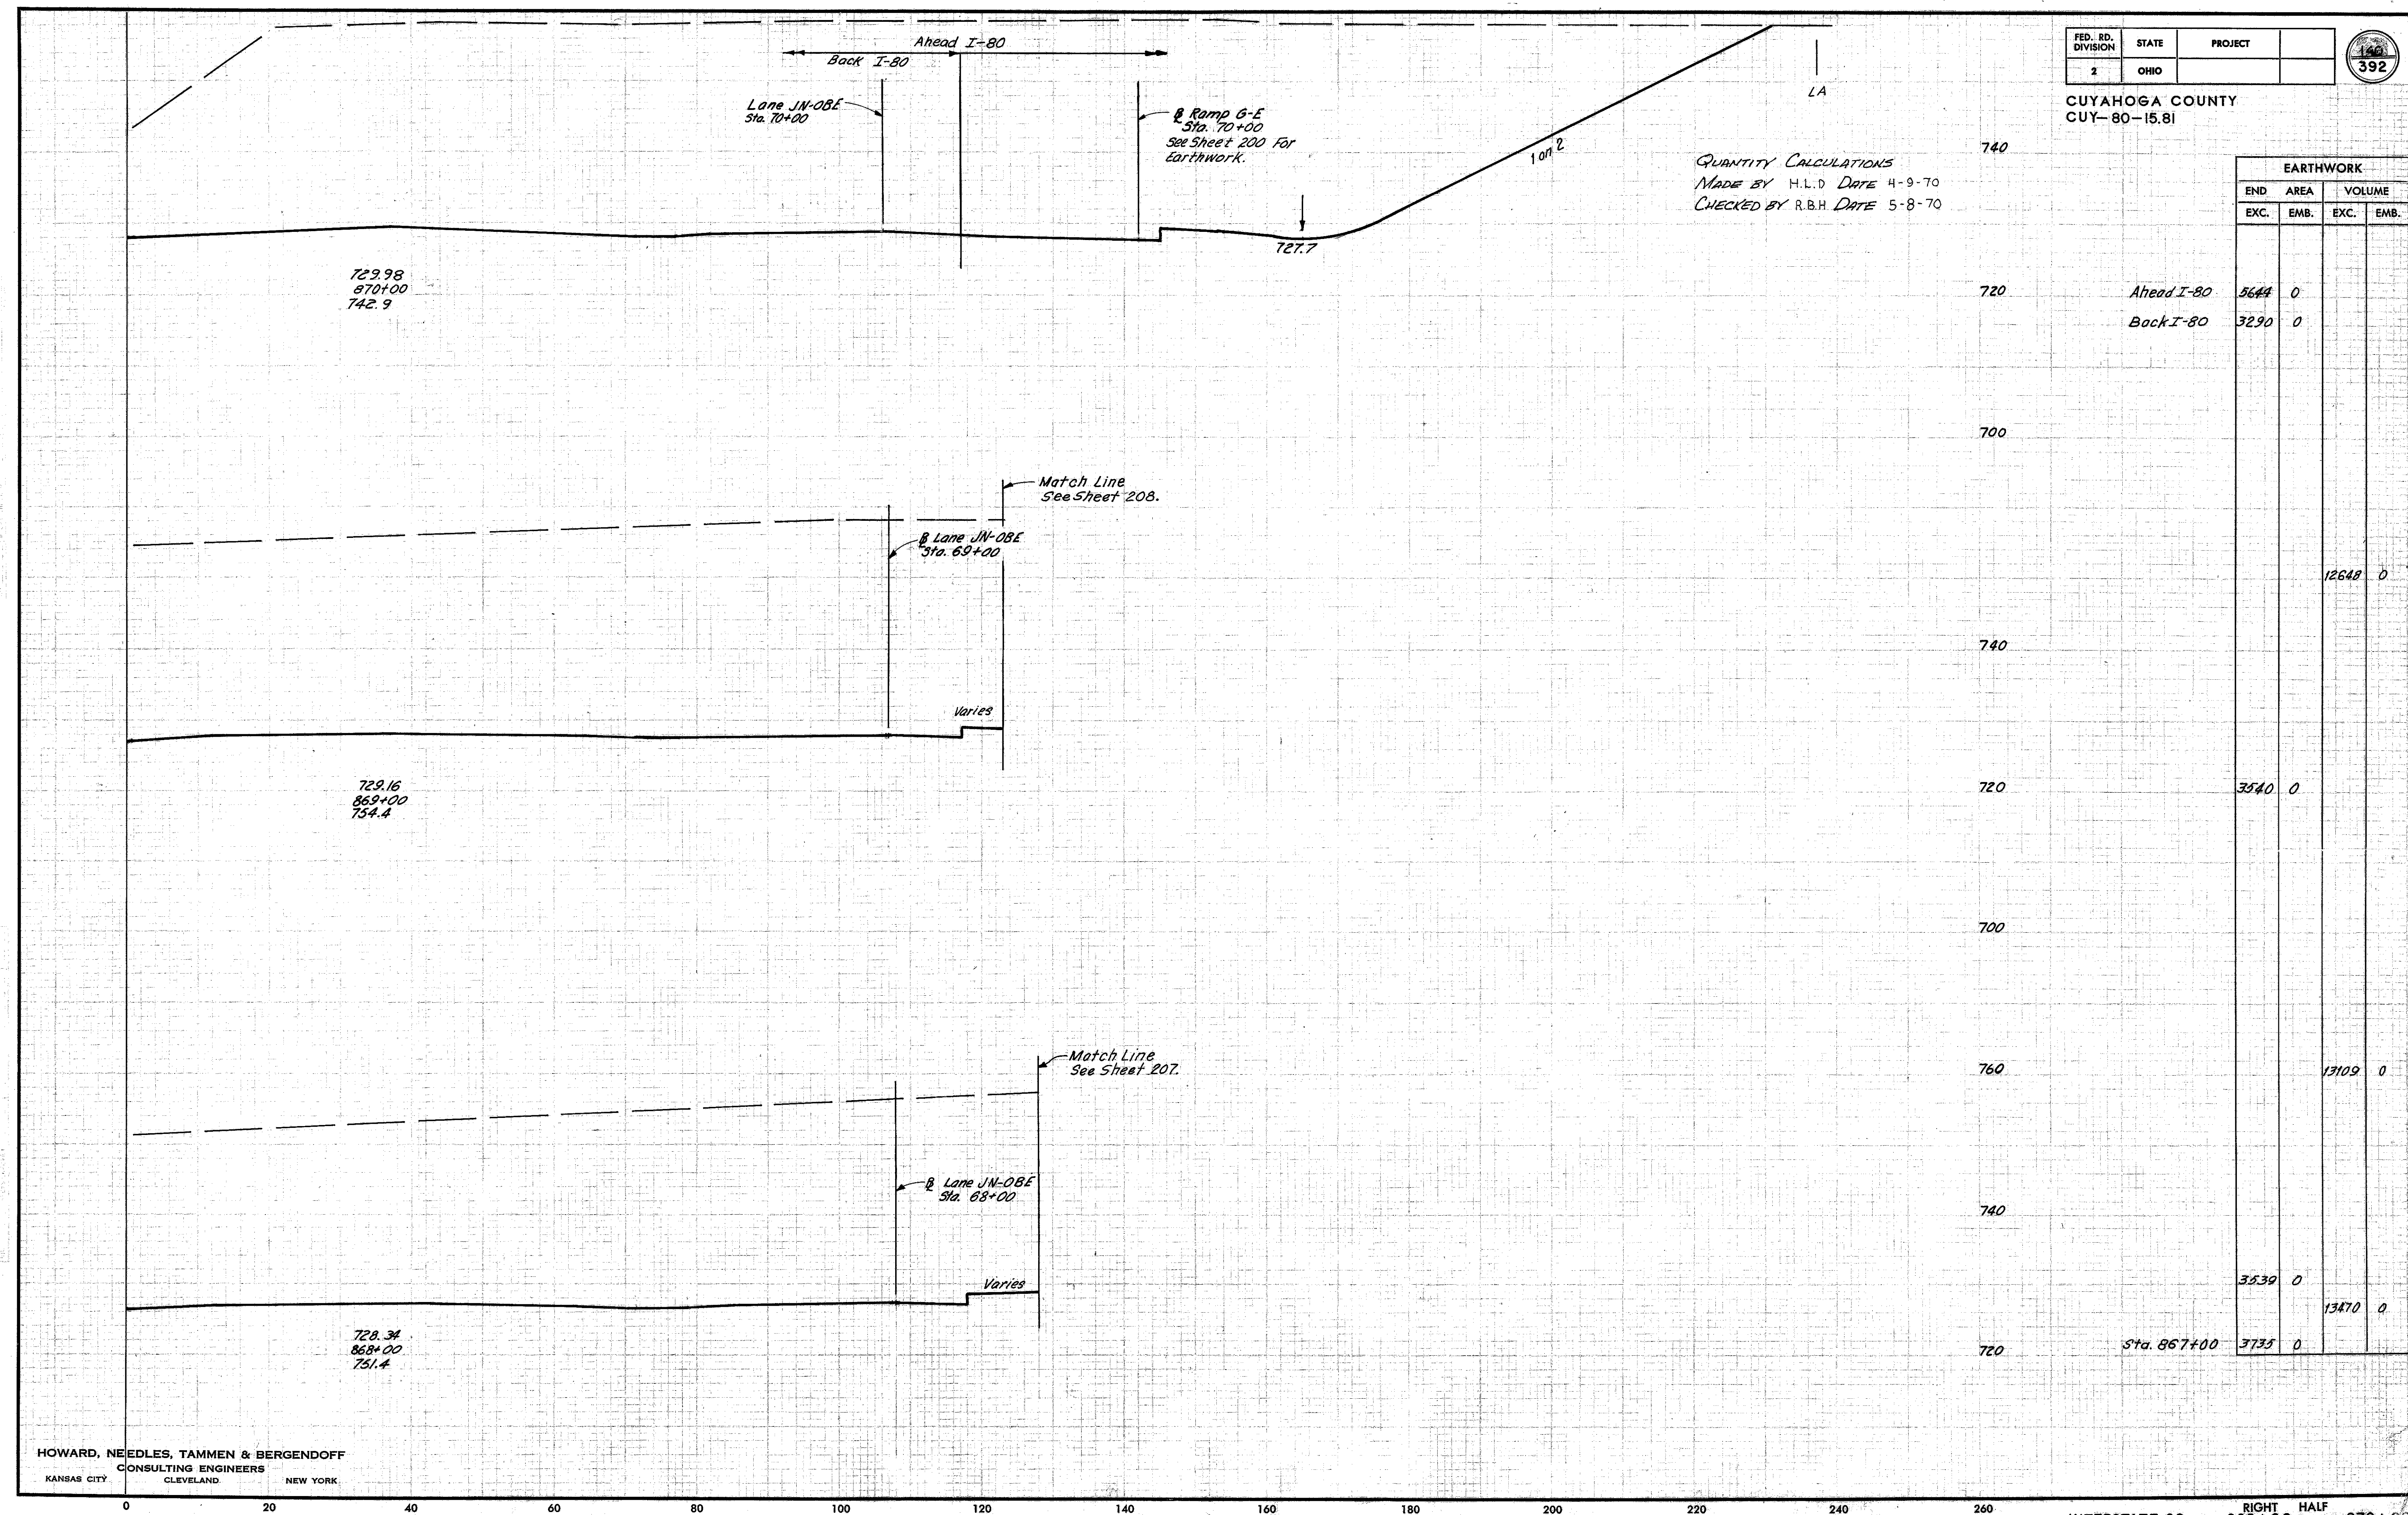 FED. RD. DIVISION STATE PROJECT
2 OHIO
392
CUYAHOGA COUNTY
CUY-80-15.81
QUANTITY CALCULATIONS
MADE BY H.L.D DATE 4-9-70
CHECKED BY R.B.H. DATE 5-8-70
EARTHWORK
END AREA VOLUME
EXC. EMB. EXC. EMB.
Ahead I-80 5644 0
Back I-80 3290 0
12648 0
3540 0
13109 0
3539 0
13470 0
Sta. 867+00 3735 0
Ahead I-80
Back I-80
Lane JN-OBE
Sta. 70+00
℄ Ramp G-E
Sta. 70+00
See Sheet 200 For
Earthwork.
1 on 2
LA
727.7
729.98
870+00
742.9
740
720
700
Match Line
See Sheet 208.
B Lane JN-OBE
Sta. 69+00
Varies
729.16
869+00
754.4
740
720
700
Match Line
See Sheet 207.
B Lane JN-OBE
Sta. 68+00
Varies
728.34
868+00
751.4
760
740
720
HOWARD, NEEDLES, TAMMEN & BERGENDOFF
CONSULTING ENGINEERS
KANSAS CITY CLEVELAND NEW YORK
0 20 40 60 80 100 120 140 160 180 200 220 240 260
RIGHT HALF